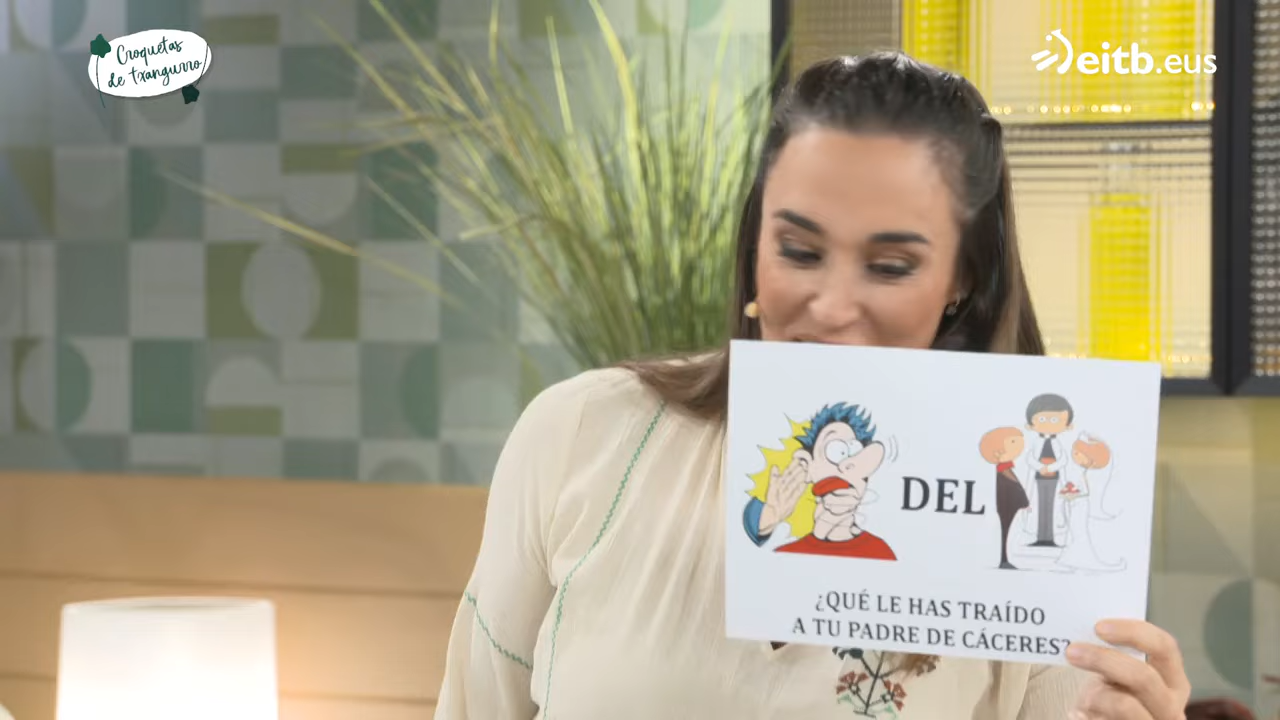 Croquetas
de txangurro
eitb.eus
DEL
¿QUÉ LE HAS TRAÍDO
A TU PADRE DE CÁCERES?